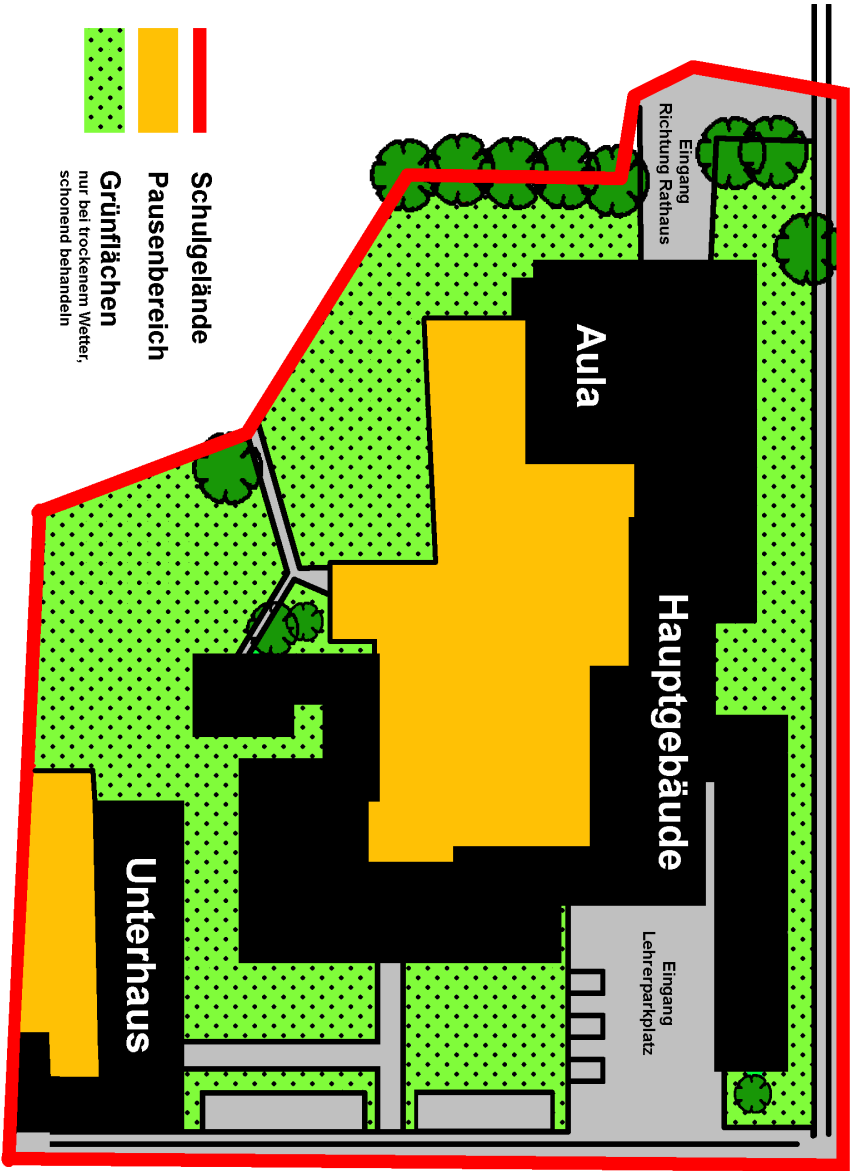 Eingang
Richtung Rathaus
Aula
Hauptgebäude
Eingang
Lehrerparkplatz
Unterhaus
Schulgelände
Pausenbereich
Grünflächen
nur bei trockenem Wetter,
schonend behandeln